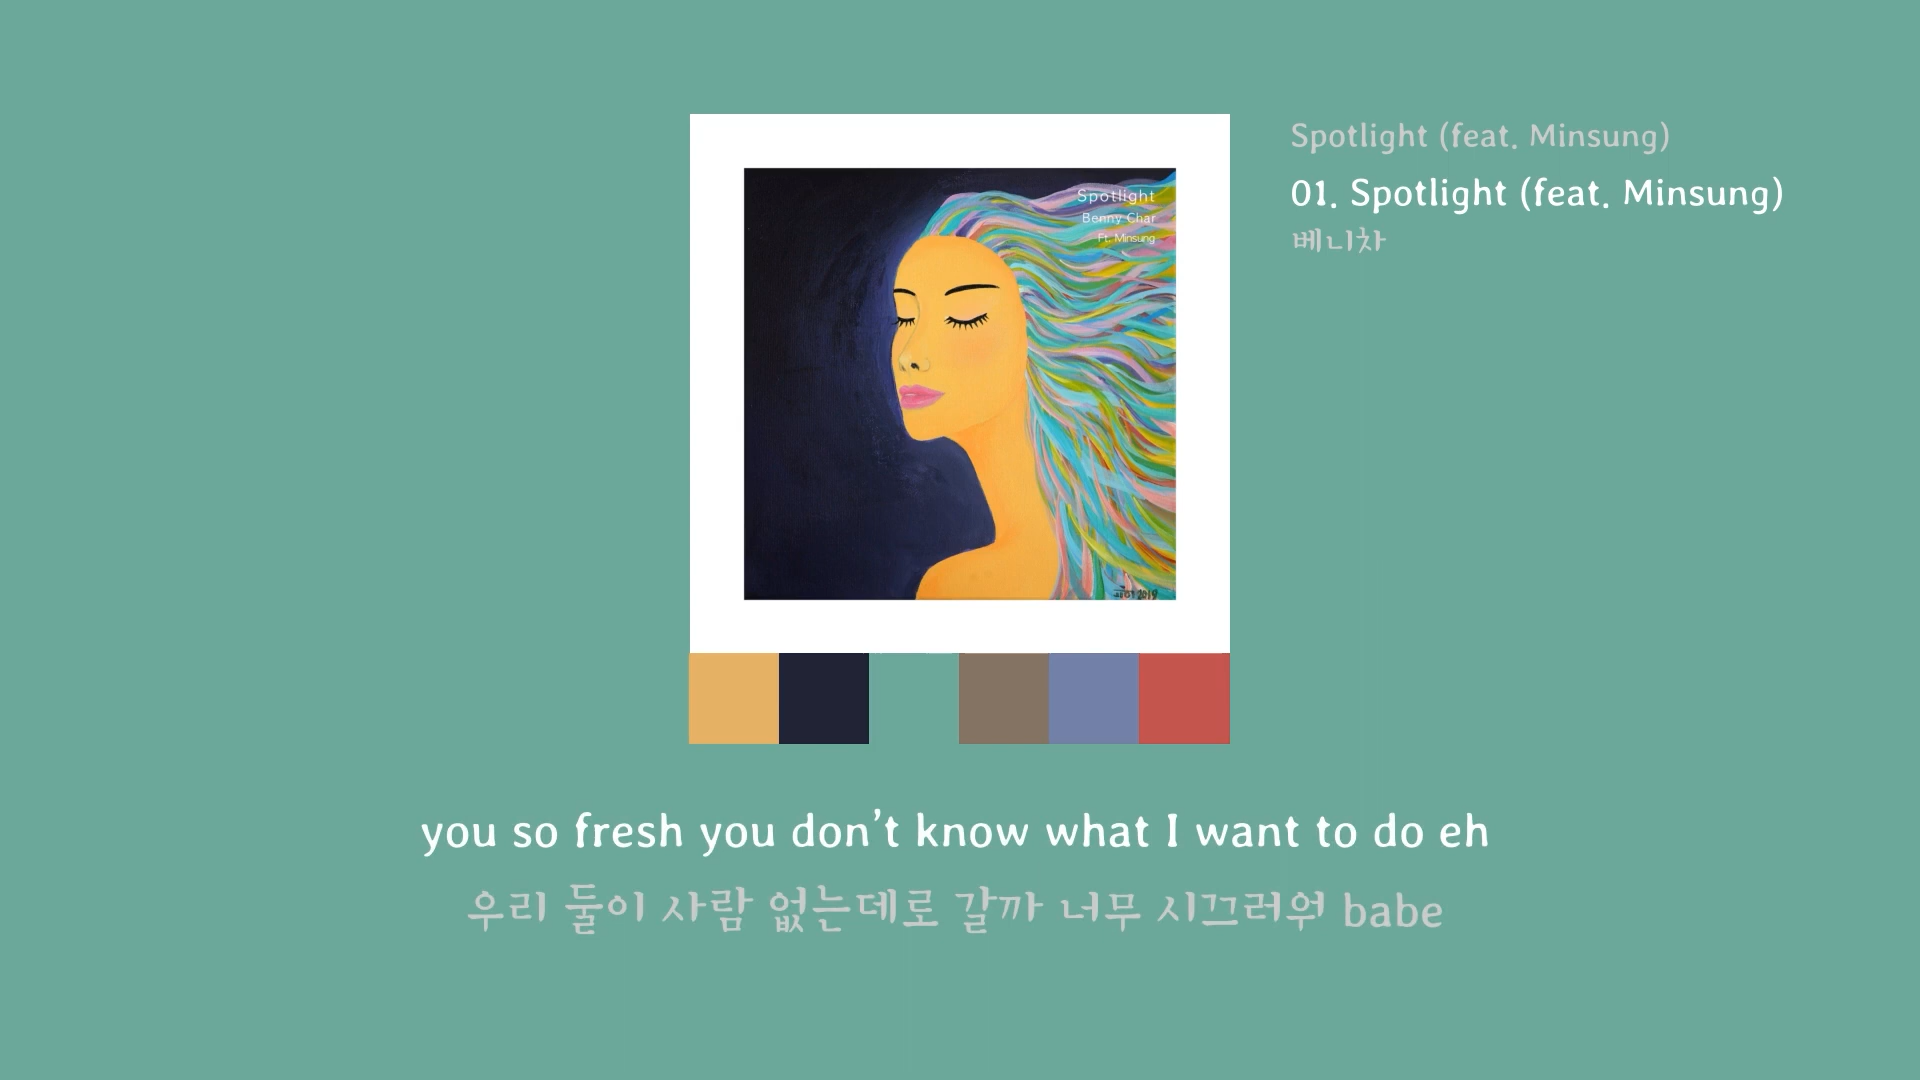 Spotlight
Benny Char
Ft. Minsung
Spotlight (feat. Minsung)
01. Spotlight (feat. Minsung)
베니차
you so fresh you don't know what I want to do eh
우리 둘이 사람 없는데로 갈까 너무 시끄러워 babe